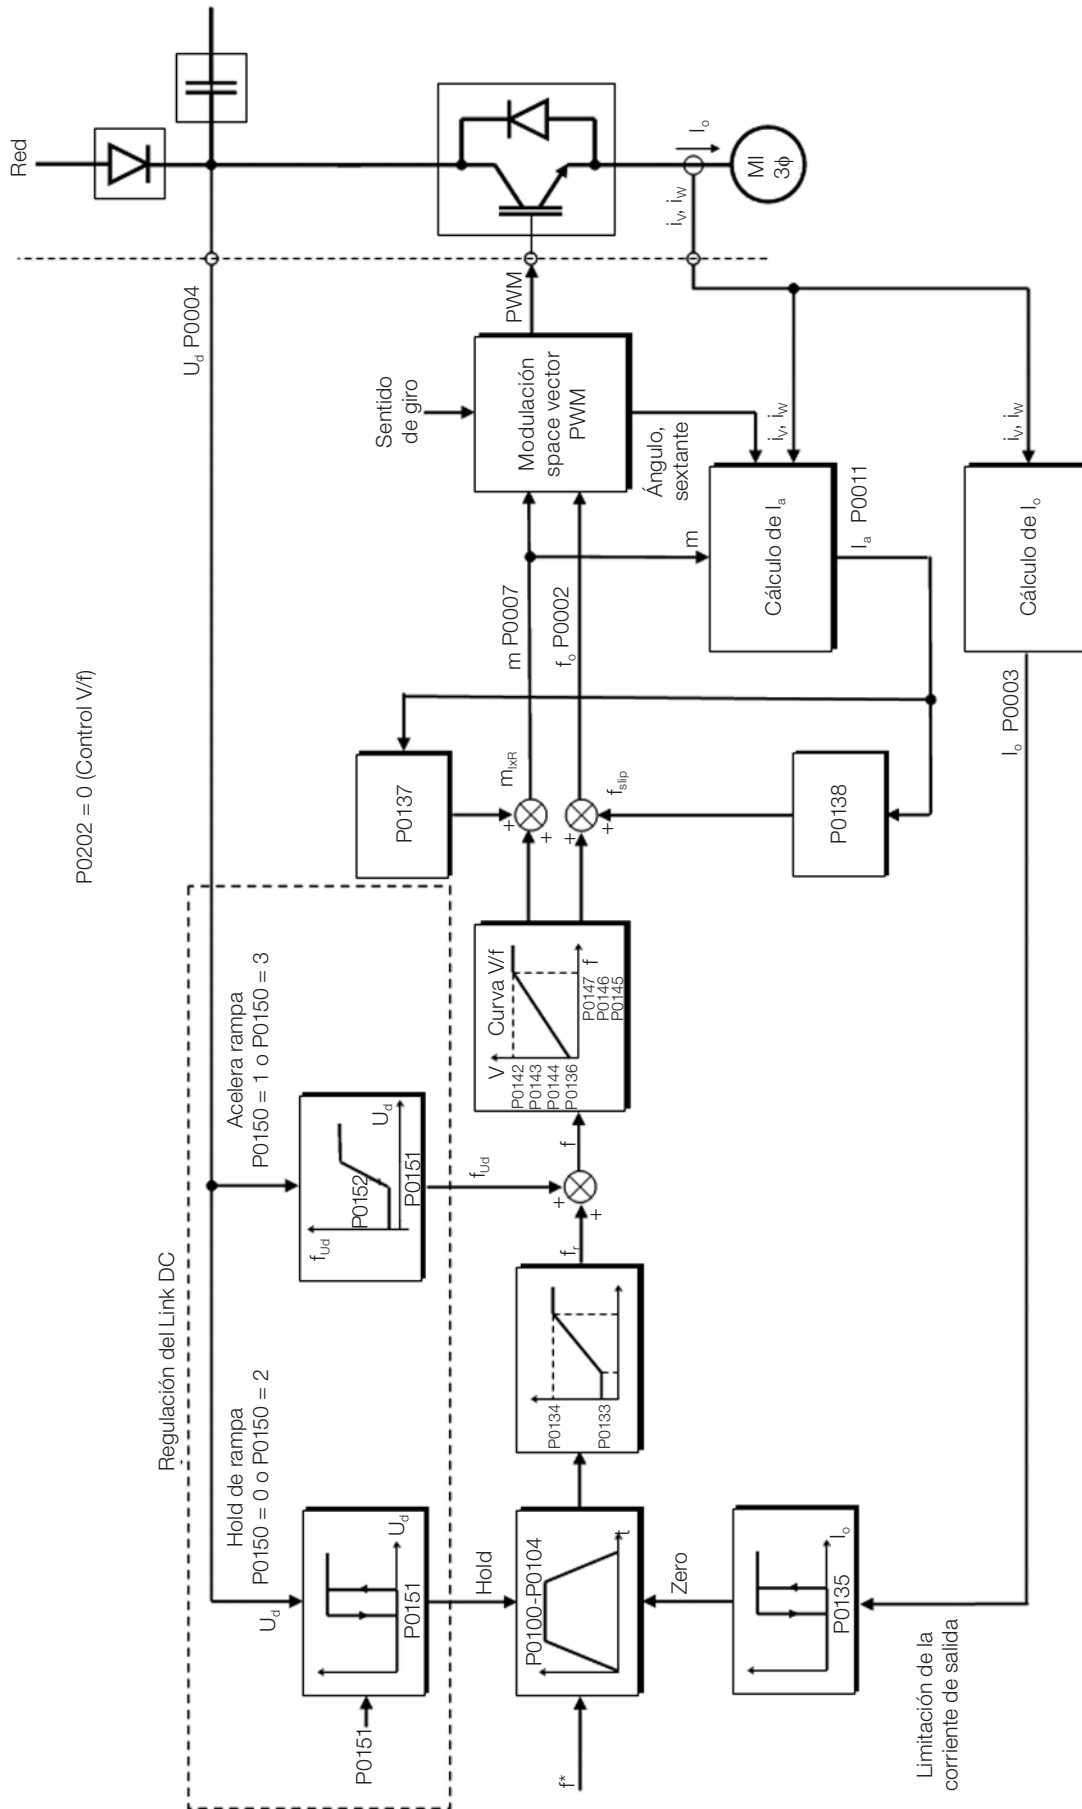 P0202 = 0 (Control V/f)
Red
U_d P0004
Regulación del Link DC
Hold de rampa
P0150 = 0 o P0150 = 2
Acelera rampa
P0150 = 1 o P0150 = 3
U_d
P0151
U_d
P0151
f_Ud
P0152
U_d
P0151
Hold
f_Ud
f*
P0100-P0104
t
P0134
P0133
f_r
+
+
f
Curva V/f
V
P0142
P0143
P0144
P0136
f
P0147
P0146
P0145
P0137
m_IxR
+
+
m P0007
f_o P0002
+
+
f_slip
P0138
Sentido
de giro
Modulación
space vector
PWM
PWM
Ángulo,
sextante
m
Cálculo de I_a
I_a P0011
i_v, i_w
i_v, i_w
I_o
MI
3ϕ
i_v, i_w
Cálculo de I_o
I_o P0003
Zero
I_o
P0135
Limitación de la
corriente de salida